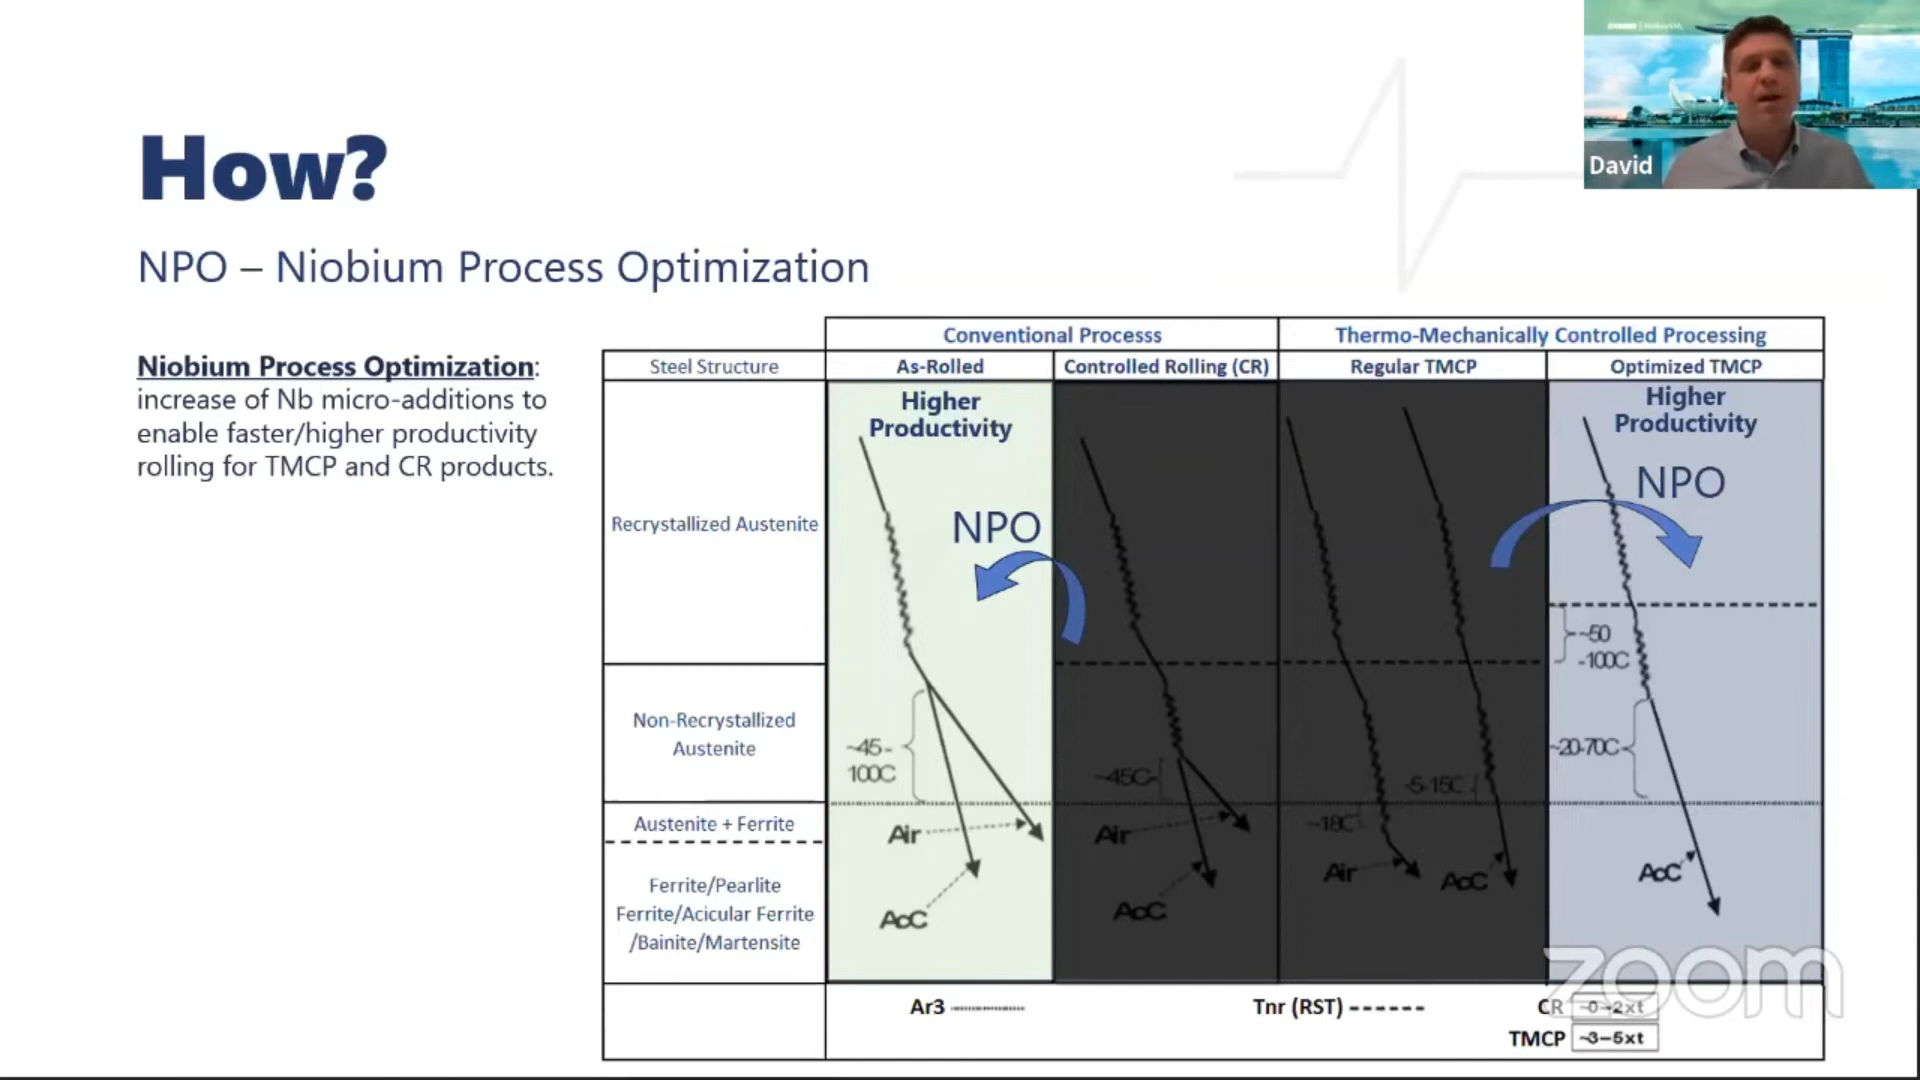 David
How?
NPO – Niobium Process Optimization
Niobium Process Optimization:
increase of Nb micro-additions to
enable faster/higher productivity
rolling for TMCP and CR products.
Conventional Processs
Thermo-Mechanically Controlled Processing
Steel Structure
As-Rolled
Controlled Rolling (CR)
Regular TMCP
Optimized TMCP
Higher
Productivity
Higher
Productivity
NPO
NPO
Recrystallized Austenite
~50
-100C
Non-Recrystallized
Austenite
~45-
100C
~45C
~5-15C
~20-70C
Austenite + Ferrite
Air
Air
~18C
Air
AcC
AcC
Ferrite/Pearlite
Ferrite/Acicular Ferrite
/Bainite/Martensite
AcC
AcC
zoom
Ar3
Tnr (RST)
CR ~0-2xt
TMCP ~3-5xt